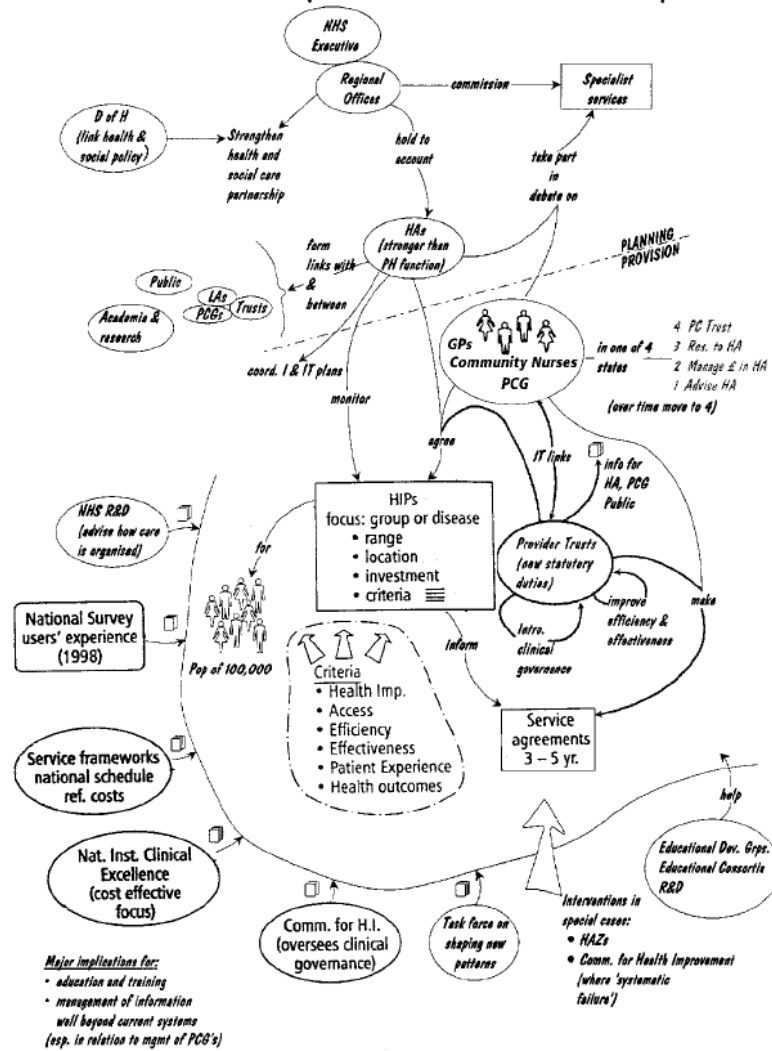 NHS
Executive
Regional
Offices
commission
Specialist
services
D of H
(link health &
social policy)
Strengthen
health and
social care
partnership
hold to
account
take part
in
debate on
HAs
(stronger than
PH function)
PLANNING
PROVISION
form
links with
&
between
Public
LAs
PCGs
Trusts
Academia &
research
coord. I & IT plans
monitor
agree
GPs
Community Nurses
PCG
in one of 4
states
4 PC Trust
3 Res. to HA
2 Manage £ in HA
1 Advise HA
(over time move to 4)
IT links
info for
HA, PCG
Public
NHS R&D
(advise how care
is organised)
for
HIPs
focus: group or disease
• range
• location
• investment
• criteria
Provider Trusts
(new statutory
duties)
improve
efficiency &
effectiveness
make
Intro.
clinical
governance
National Survey
users' experience
(1998)
Pop of 100,000
Inform
Criteria
• Health Imp.
• Access
• Efficiency
• Effectiveness
• Patient Experience
• Health outcomes
Service
agreements
3 – 5 yr.
Service frameworks
national schedule
ref. costs
help
Nat. Inst. Clinical
Excellence
(cost effective
focus)
Educational Dev. Grps.
Educational Consortia
R&D
Comm. for H.I.
(oversees clinical
governance)
Task force on
shaping new
patterns
Interventions in
special cases:
• HAZs
• Comm. for Health Improvement
(where 'systematic
failure')
Major implications for:
• education and training
• management of information
well beyond current systems
(esp. in relation to mgmt of PCG's)